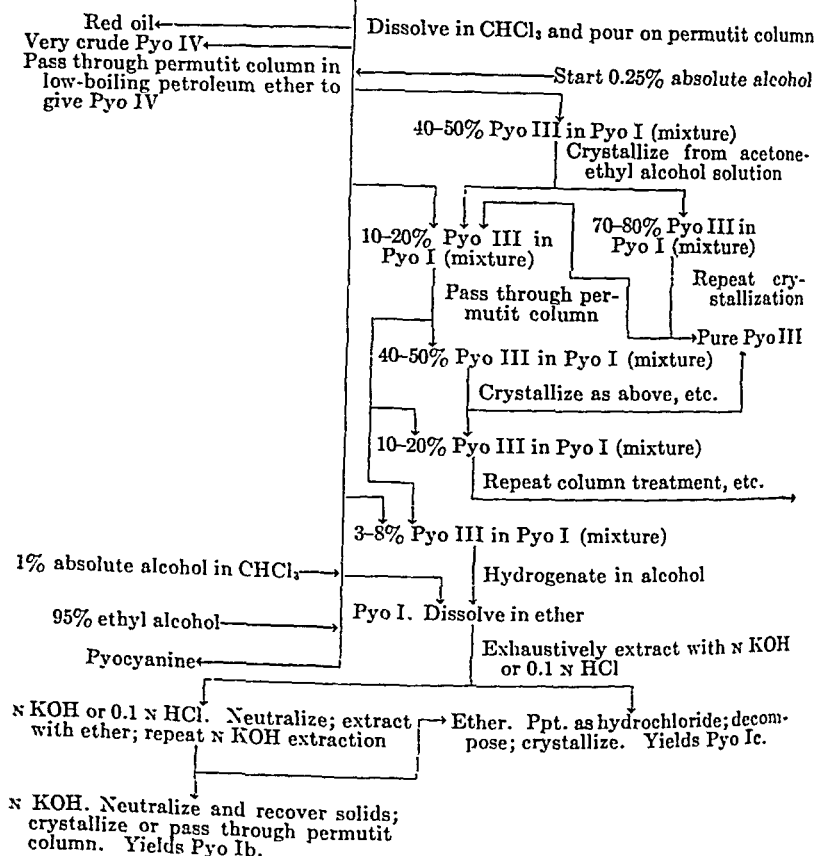 Red oil
Very crude Pyo IV
Pass through permutit column in
low-boiling petroleum ether to
give Pyo IV
Dissolve in CHCl₃ and pour on permutit column
Start 0.25% absolute alcohol
40–50% Pyo III in Pyo I (mixture)
Crystallize from acetone-
ethyl alcohol solution
10–20% Pyo III in
Pyo I (mixture)
70–80% Pyo III in
Pyo I (mixture)
Pass through per-
mutit column
Repeat cry-
stallization
Pure Pyo III
40–50% Pyo III in Pyo I (mixture)
Crystallize as above, etc.
10–20% Pyo III in Pyo I (mixture)
Repeat column treatment, etc.
3–8% Pyo III in Pyo I (mixture)
1% absolute alcohol in CHCl₃
Hydrogenate in alcohol
95% ethyl alcohol
Pyo I. Dissolve in ether
Pyocyanine
Exhaustively extract with N KOH
or 0.1 N HCl
N KOH or 0.1 N HCl. Neutralize; extract
with ether; repeat N KOH extraction
Ether. Ppt. as hydrochloride; decom-
pose; crystallize. Yields Pyo Ic.
N KOH. Neutralize and recover solids;
crystallize or pass through permutit
column. Yields Pyo Ib.